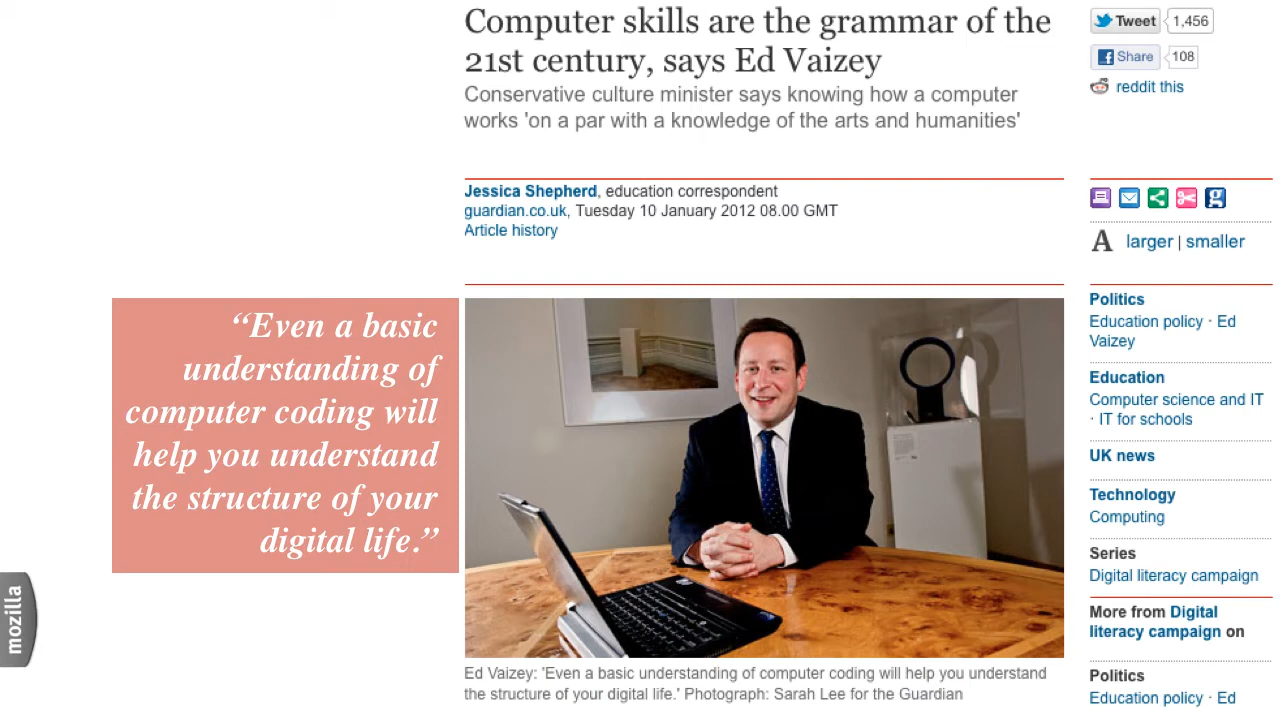 Computer skills are the grammar of the
21st century, says Ed Vaizey
Conservative culture minister says knowing how a computer
works 'on a par with a knowledge of the arts and humanities'
Jessica Shepherd, education correspondent
guardian.co.uk, Tuesday 10 January 2012 08.00 GMT
Article history
“Even a basic
understanding of
computer coding will
help you understand
the structure of your
digital life.”
mozilla
Ed Vaizey: 'Even a basic understanding of computer coding will help you understand
the structure of your digital life.' Photograph: Sarah Lee for the Guardian
Tweet 1,456
Share 108
reddit this
g
A larger | smaller
Politics
Education policy · Ed
Vaizey
Education
Computer science and IT
· IT for schools
UK news
Technology
Computing
Series
Digital literacy campaign
More from Digital
literacy campaign on
Politics
Education policy · Ed